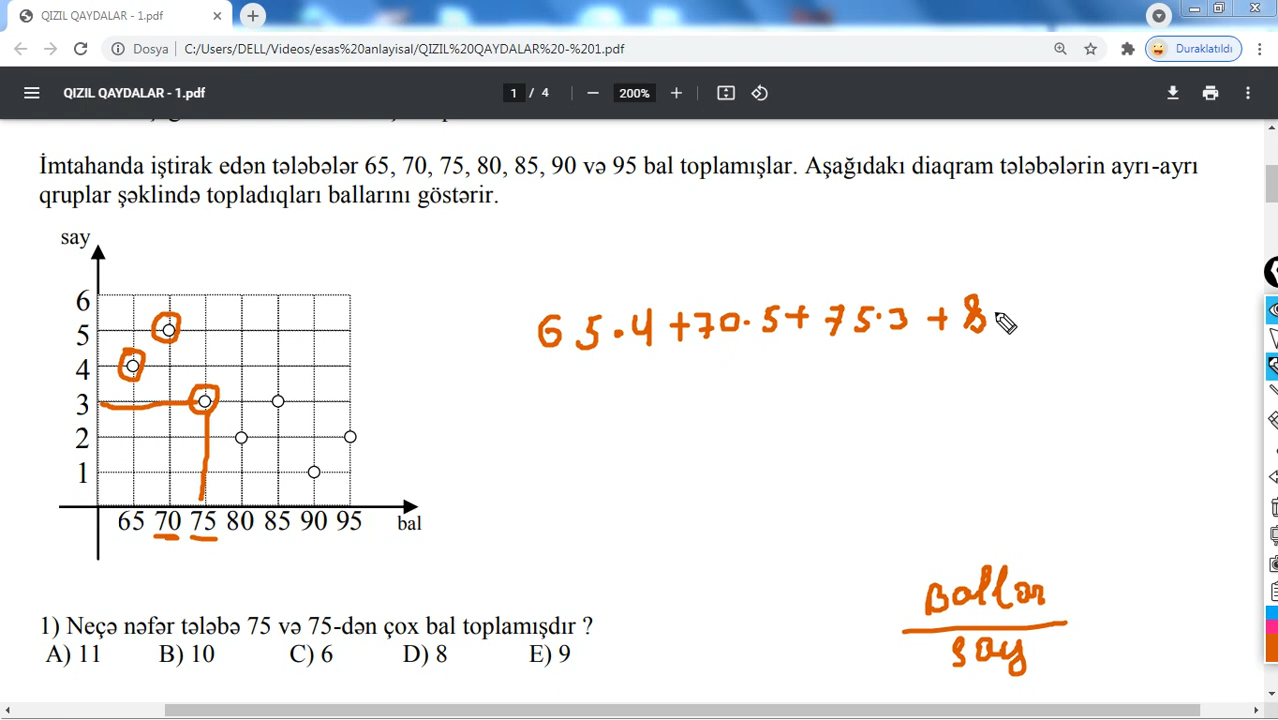 QIZIL QAYDALAR - 1.pdf
Dosya C:/Users/DELL/Videos/esas%20anlayisal/QIZIL%20QAYDALAR%20-%201.pdf
Duraklatıldı
QIZIL QAYDALAR - 1.pdf
1 / 4
200%
İmtahanda iştirak edən tələbələr 65, 70, 75, 80, 85, 90 və 95 bal toplamışlar. Aşağıdakı diaqram tələbələrin ayrı-ayrı
qruplar şəklində topladıqları ballarını göstərir.
say
6
5
4
3
2
1
65 70 75 80 85 90 95
bal
65.4+70.5+75.3+8
Ballar
say
1) Neçə nəfər tələbə 75 və 75-dən çox bal toplamışdır ?
A) 11 B) 10 C) 6 D) 8 E) 9